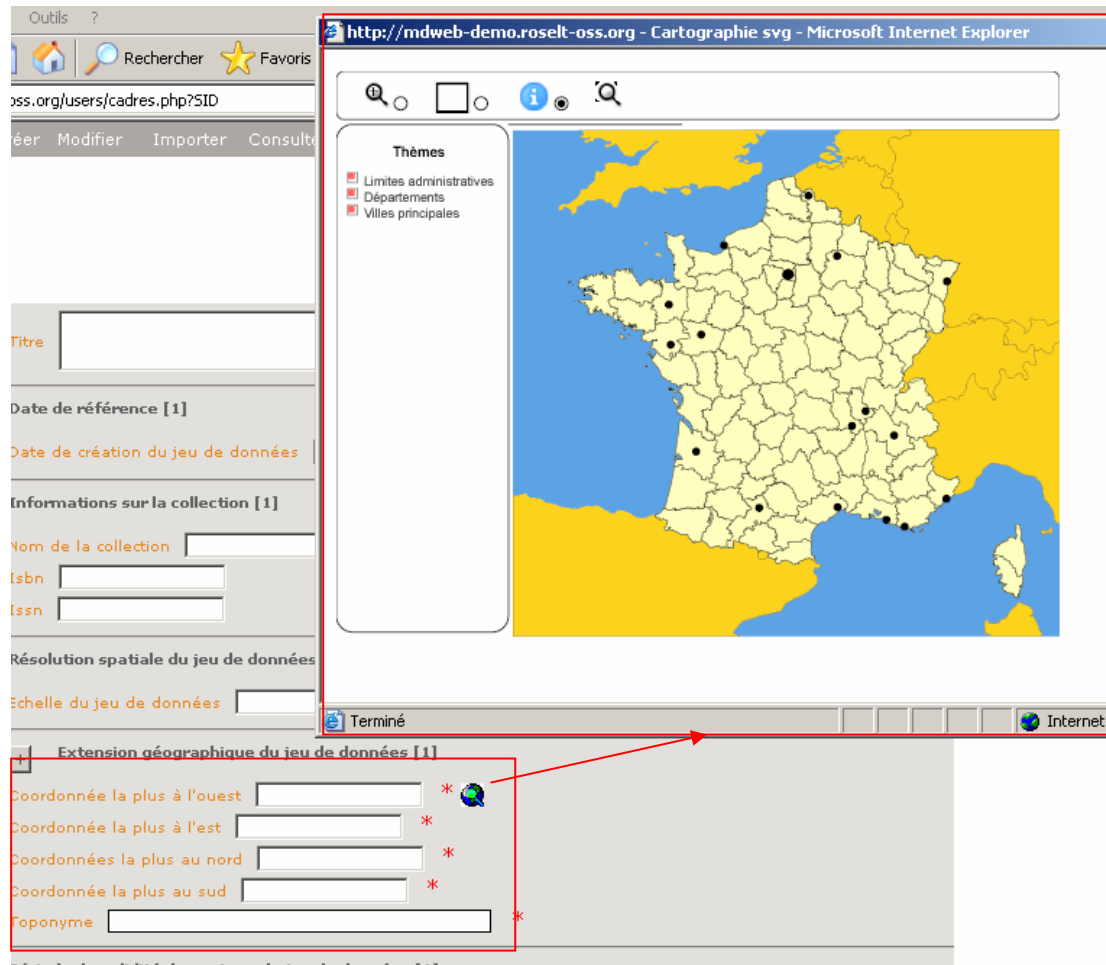 Outils ?
Rechercher Favoris
oss.org/users/cadres.php?SID
réer Modifier Importer Consulte
http://mdweb-demo.roselt-oss.org - Cartographie svg - Microsoft Internet Explorer
Thèmes
Limites administratives
Départements
Villes principales
Terminé
Internet
Titre
Date de référence [1]
Date de création du jeu de données
Informations sur la collection [1]
Nom de la collection
Isbn
Issn
Résolution spatiale du jeu de données
Echelle du jeu de données
+ Extension géographique du jeu de données [1]
Coordonnée la plus à l'ouest *
Coordonnée la plus à l'est *
Coordonnées la plus au nord *
Coordonnée la plus au sud *
Toponyme *